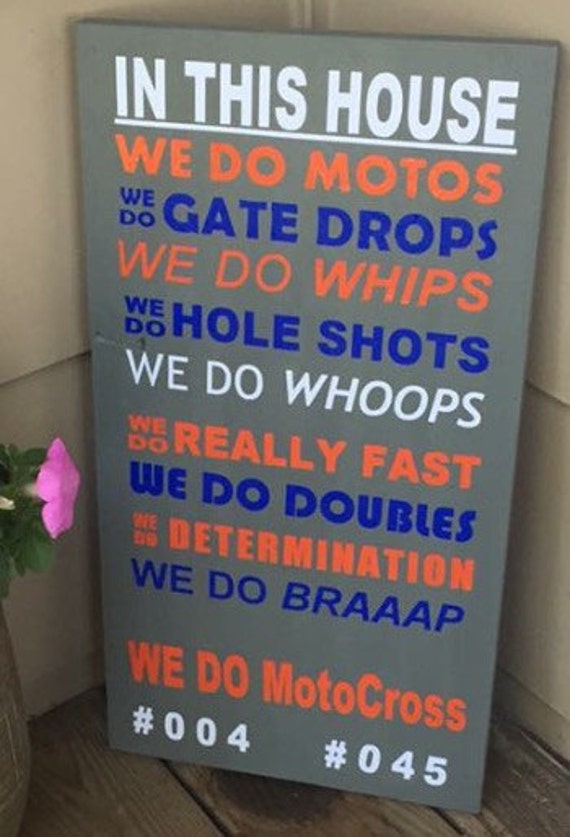 IN THIS HOUSE
WE DO MOTOS
WE DO GATE DROPS
WE DO WHIPS
WE DO HOLE SHOTS
WE DO WHOOPS
WE DO REALLY FAST
WE DO DOUBLES
WE DO DETERMINATION
WE DO BRAAAP
WE DO MotoCross
#004 #045